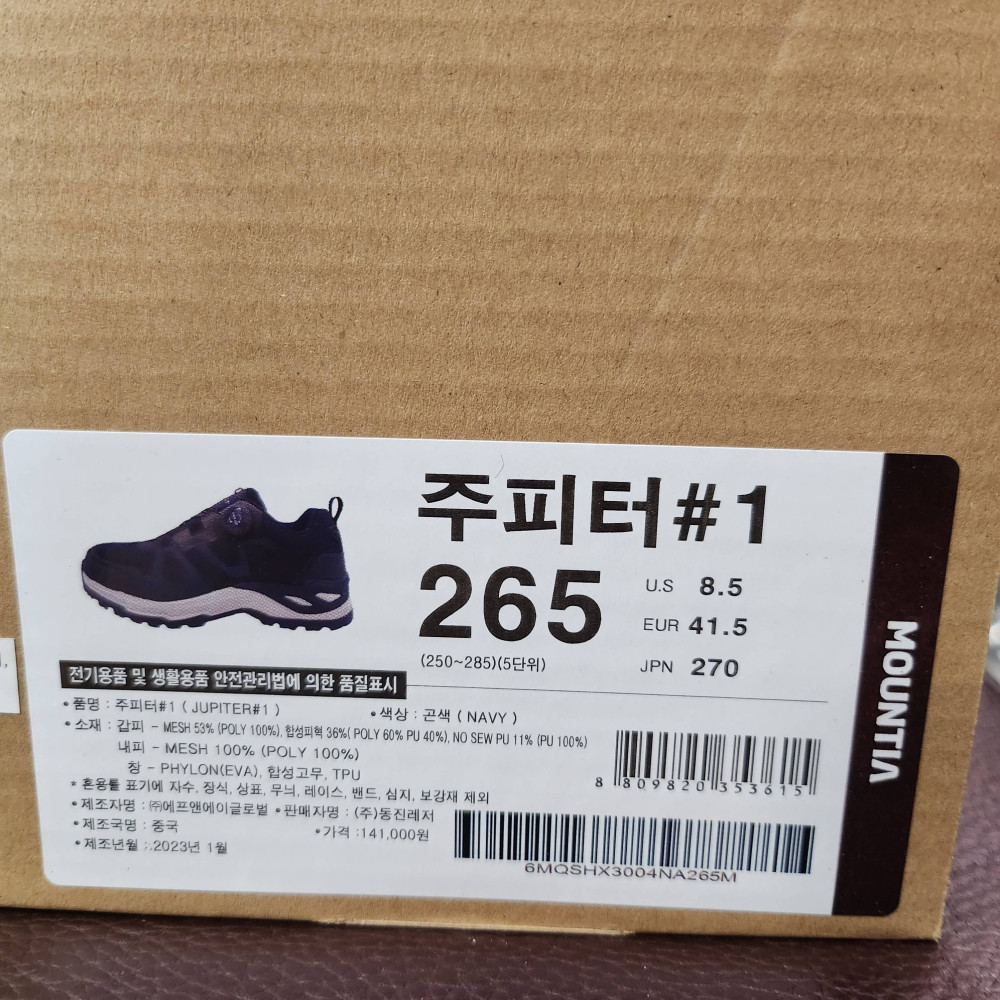 주피터#1
265
U.S 8.5
EUR 41.5
JPN 270
(250~285)(5단위)
MOUNTIA
전기용품 및 생활용품 안전관리법에 의한 품질표시
•품명 : 주피터#1 ( JUPITER#1 ) •색상 : 곤색 ( NAVY )
•소재 : 갑피 - MESH 53% (POLY 100%), 합성피혁 36%( POLY 60% PU 40%), NO SEW PU 11% (PU 100%)
내피 - MESH 100% (POLY 100%)
창 - PHYLON(EVA), 합성고무, TPU
* 혼용률 표기에 자수, 장식, 상표, 무늬, 레이스, 밴드, 심지, 보강재 제외
•제조자명 : ㈜에프앤에이글로벌 •판매자명 : (주)동진레저
•제조국명 : 중국 •가격 :141,000원
•제조년월 :.2023년 1월
8 809820 353615
6MQSHX3004NA265M